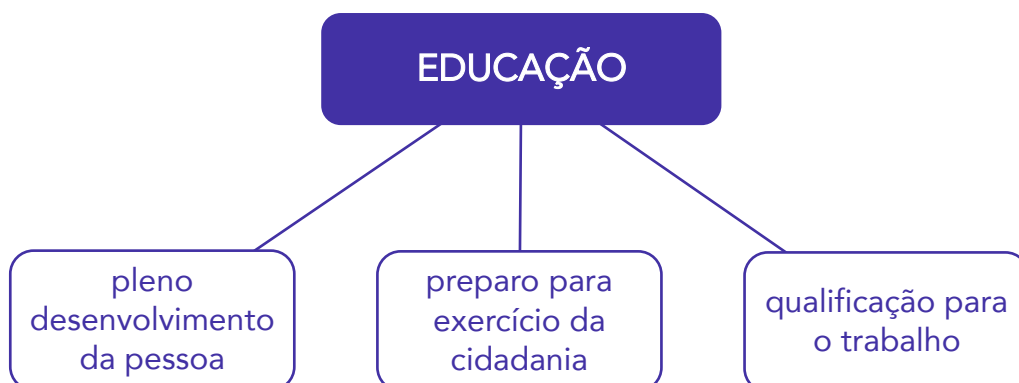 EDUCAÇÃO
pleno
desenvolvimento
da pessoa
preparo para
exercício da
cidadania
qualificação para
o trabalho